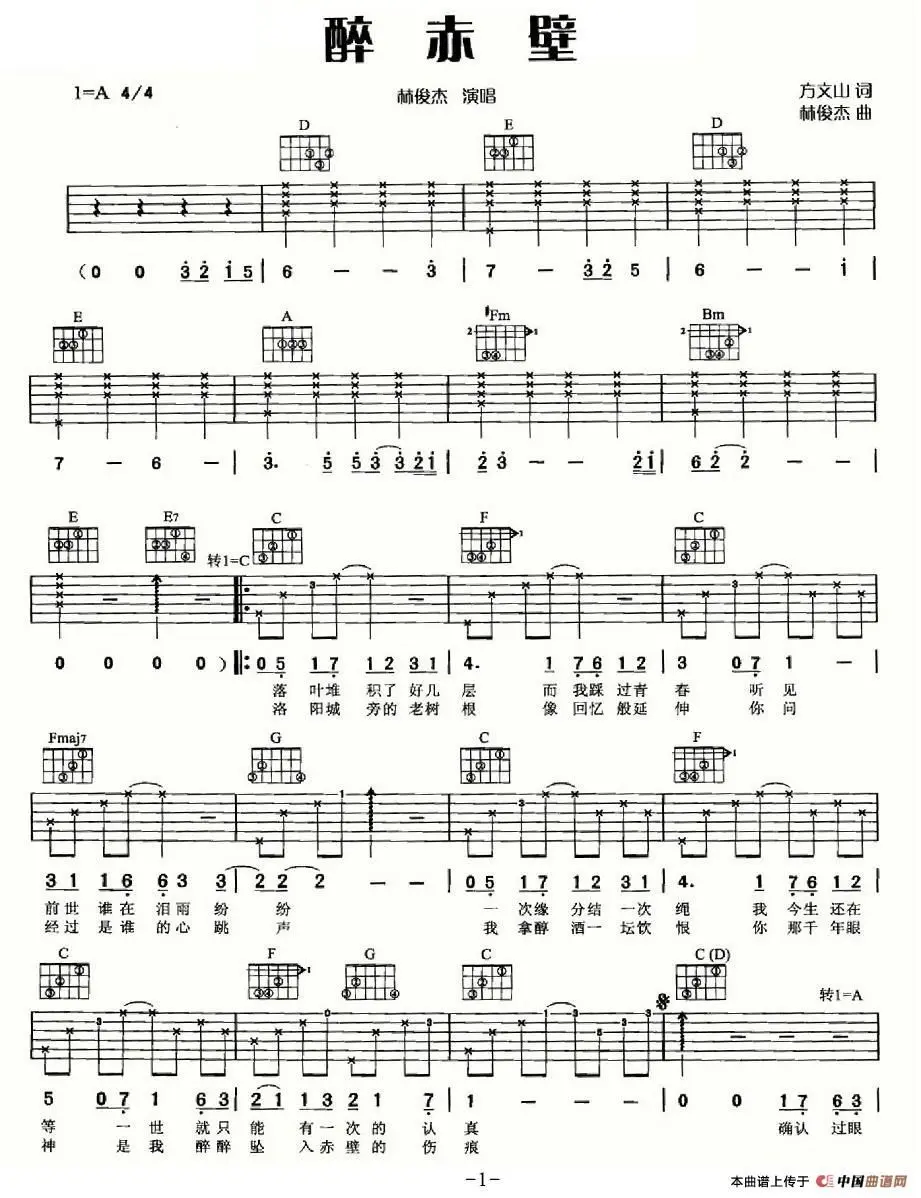 醉 赤 壁
1=A 4/4
林俊杰 演唱
方文山 词
林俊杰 曲
D E D
(0 0 3 2 1 5 | 6 - - 3 | 7 - 3 2 5 | 6 - - 1 |
E A #Fm Bm
7 - 6 - | 3. 5 5 3 3 3 2 1 | 2 3 - - 2 1 | 6 2 2 - - |
E E7 转1=C C F C
0 0 0 0 ) ‖: 0 5 1 7 1 2 3 1 | 4. 1 7 6 1 2 | 3 0 7 1 - |
落 叶堆 积了 好几 层 而 我踩 过青 春 听 见
洛 阳城 旁的 老树 根 像 回忆 般延 伸 你 问
Fmaj7 G C F
3 1 1 6 6 3 3 | 2 2 2 - - | 0 5 1 7 1 2 3 1 | 4. 1 7 6 1 2
前世 谁在 泪雨 纷 纷 一 次缘 分结 一次 绳 我 今生 还在
经过 是谁 的心 跳 声 我 拿醇 酒一 坛饮 恨 你 那千 年眼
C F G C C (D) 转1=A
5 0 7 1 6 3 | 2 1 1 3 2 1 7 | 1 - - - | 0 0 1 7 6 3
等 一 世 就只 能 有一 次的 认 真 确认 过眼
神 是 我 醉醉 坠 入赤 壁的 伤 痕
-1-
本曲谱上传于 中国曲谱网